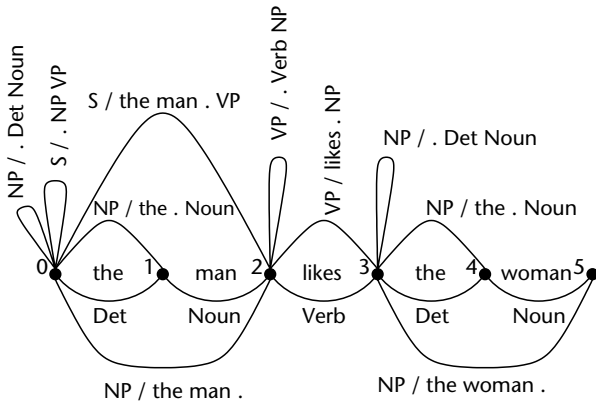 NP / . Det Noun
S / . NP VP
S / the man . VP
VP / . Verb NP
VP / likes . NP
NP / . Det Noun
NP / the . Noun
NP / the . Noun
0 the 1 man 2 likes 3 the 4 woman 5
Det Noun Verb Det Noun
NP / the man .
NP / the woman .